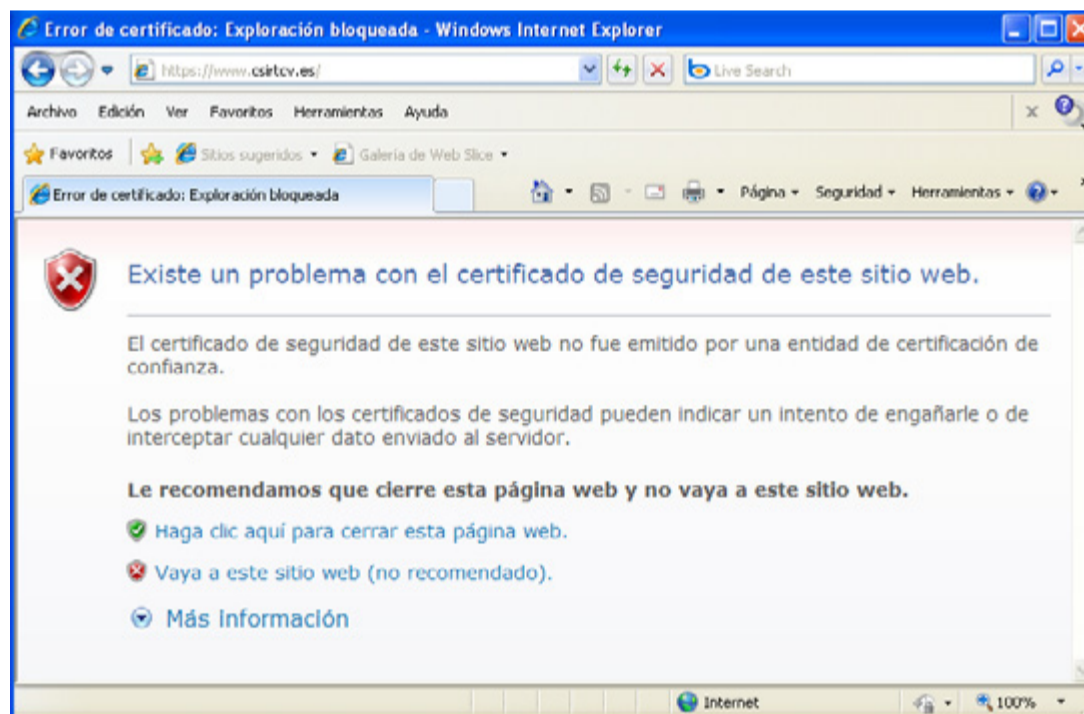 Error de certificado: Exploración bloqueada - Windows Internet Explorer
https://www.csirtcv.es/
Live Search
Archivo Edición Ver Favoritos Herramientas Ayuda
Favoritos Sitios sugeridos Galería de Web Slice
Error de certificado: Exploración bloqueada
Página Seguridad Herramientas
Existe un problema con el certificado de seguridad de este sitio web.
El certificado de seguridad de este sitio web no fue emitido por una entidad de certificación de
confianza.
Los problemas con los certificados de seguridad pueden indicar un intento de engañarle o de
interceptar cualquier dato enviado al servidor.
Le recomendamos que cierre esta página web y no vaya a este sitio web.
Haga clic aquí para cerrar esta página web.
Vaya a este sitio web (no recomendado).
Más información
Internet 100%